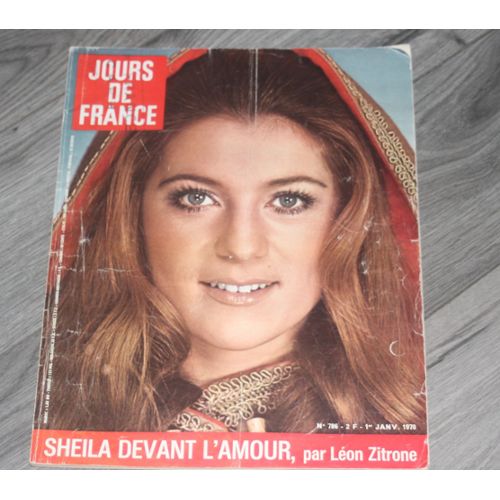 JOURS
DE
FRANCE
N° 786 - 2 F - 1er JANV. 1970
SHEILA DEVANT L'AMOUR, par Léon Zitrone